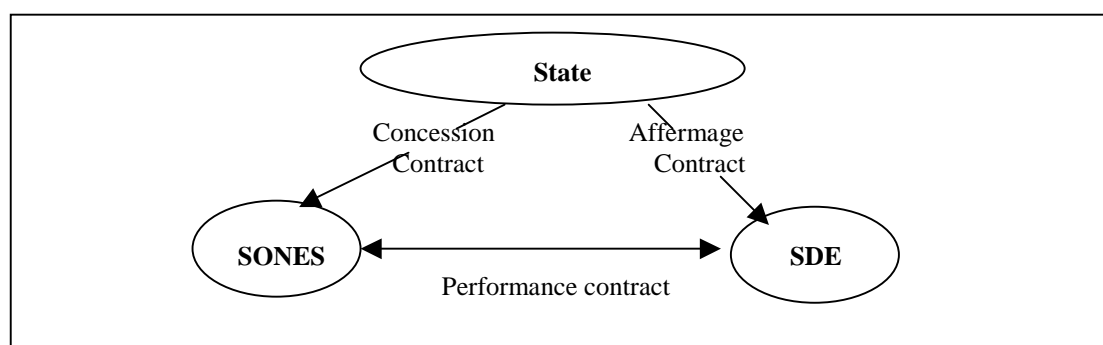 State
Concession
Contract
Affermage
Contract
SONES
SDE
Performance contract